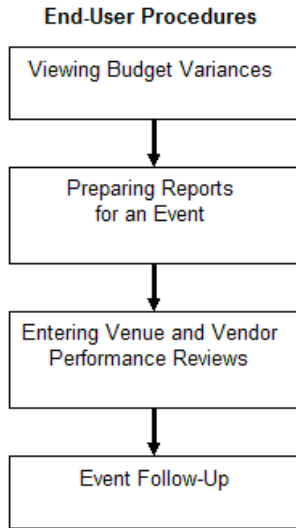 End-User Procedures
Viewing Budget Variances
Preparing Reports
for an Event
Entering Venue and Vendor
Performance Reviews
Event Follow-Up